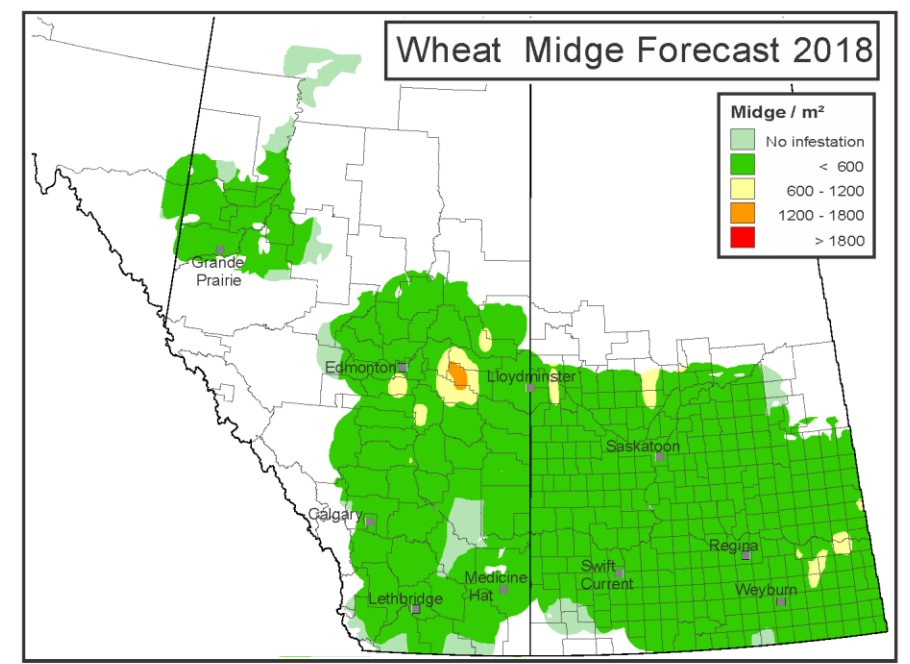 Wheat Midge Forecast 2018
Midge / m²
No infestation
< 600
600 - 1200
1200 - 1800
> 1800
Grande
Prairie
Edmonton
Lloydminster
Saskatoon
Calgary
Regina
Swift
Current
Medicine
Hat
Weyburn
Lethbridge